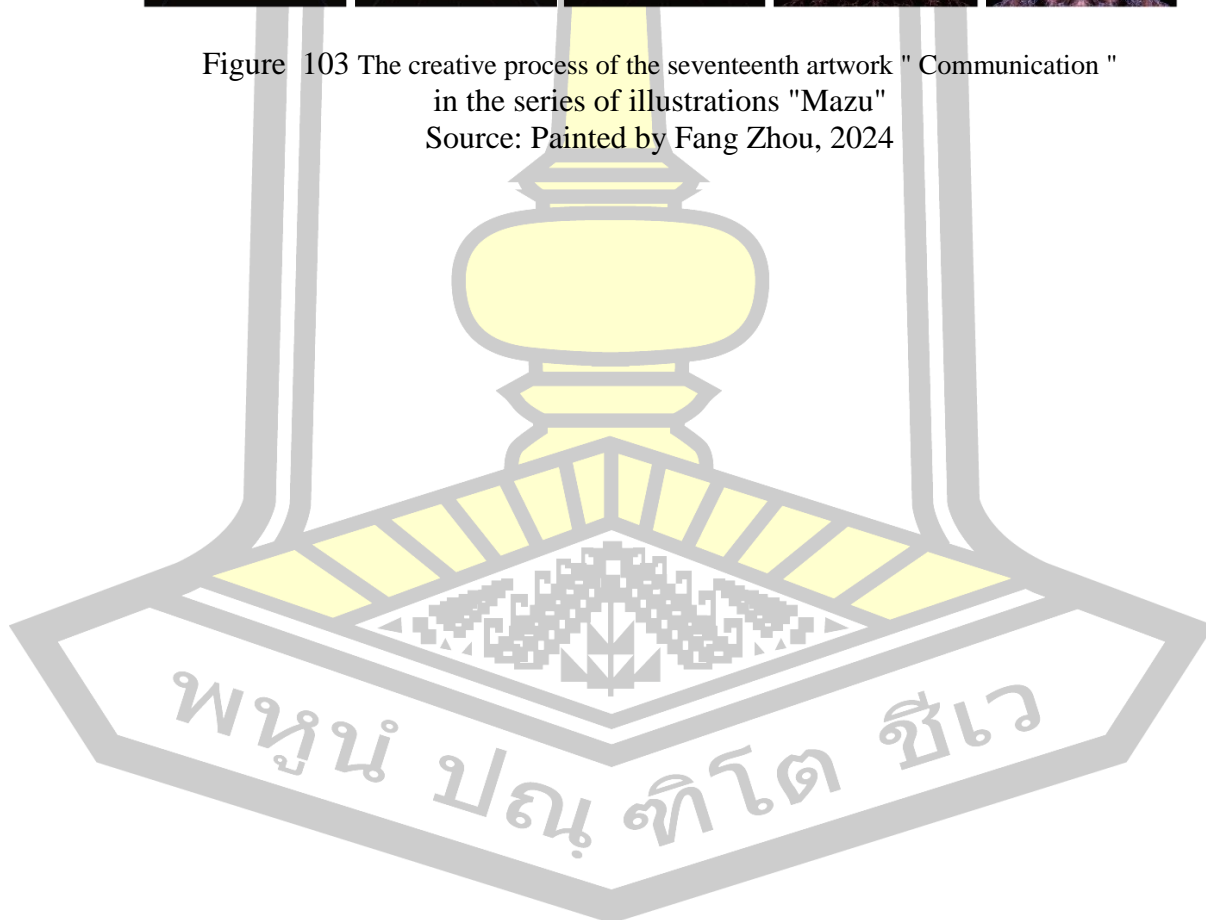 Figure 103 The creative process of the seventeenth artwork " Communication "
in the series of illustrations "Mazu"
Source: Painted by Fang Zhou, 2024
พหูนํ ปณฺฑิโต ชีเว